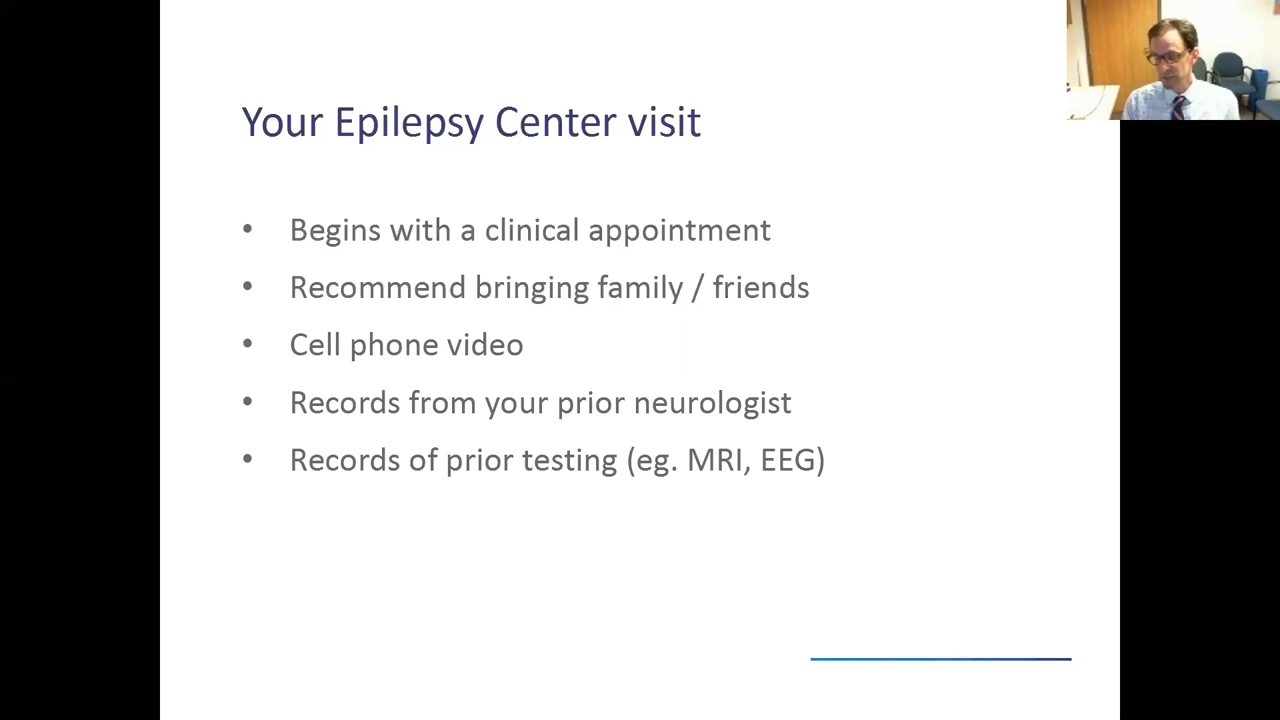 Your Epilepsy Center visit
• Begins with a clinical appointment
• Recommend bringing family / friends
• Cell phone video
• Records from your prior neurologist
• Records of prior testing (eg. MRI, EEG)